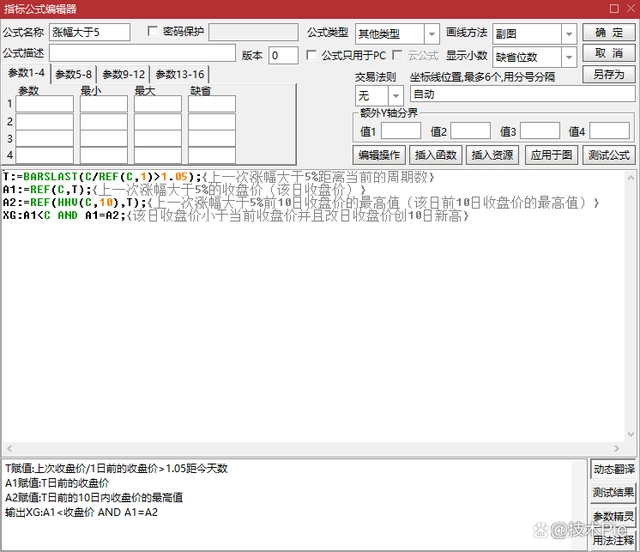 指标公式编辑器
公式名称 涨幅大于5 密码保护 公式类型 其他类型 画线方法 副图 确 定
公式描述 版本 0 公式只用于PC 云公式 显示小数 缺省位数 取 消
参数1-4 参数5-8 参数9-12 参数13-16 交易法则 坐标线位置,最多6个,用分号分隔 另存为
参数 最小 最大 缺省 无 自动
1
2
3
4
额外Y轴分界
值1 值2 值3 值4
编辑操作 插入函数 插入资源 应用于图 测试公式
T:=BARSLAST(C/REF(C,1)>1.05);{上一次涨幅大于5%距离当前的周期数}
A1:=REF(C,T);{上一次涨幅大于5%的收盘价（该日收盘价）}
A2:=REF(HHV(C,10),T);{上一次涨幅大于5%前10日收盘价的最高值（该日前10日收盘价的最高值）}
XG:A1<C AND A1=A2;{该日收盘价小于当前收盘价并且改日收盘价创10日新高}
T赋值:上次收盘价/1日前的收盘价>1.05距今天数
A1赋值:T日前的收盘价
A2赋值:T日前的10日内收盘价的最高值
输出XG:A1<收盘价 AND A1=A2
动态翻译
测试结果
参数精灵
用法注释
@技术Pie